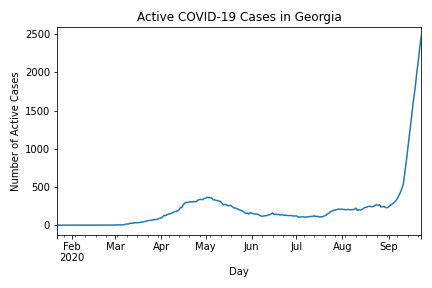 Active COVID-19 Cases in Georgia
Number of Active Cases
2500
2000
1500
1000
500
0
Feb Mar Apr May Jun Jul Aug Sep
2020
Day